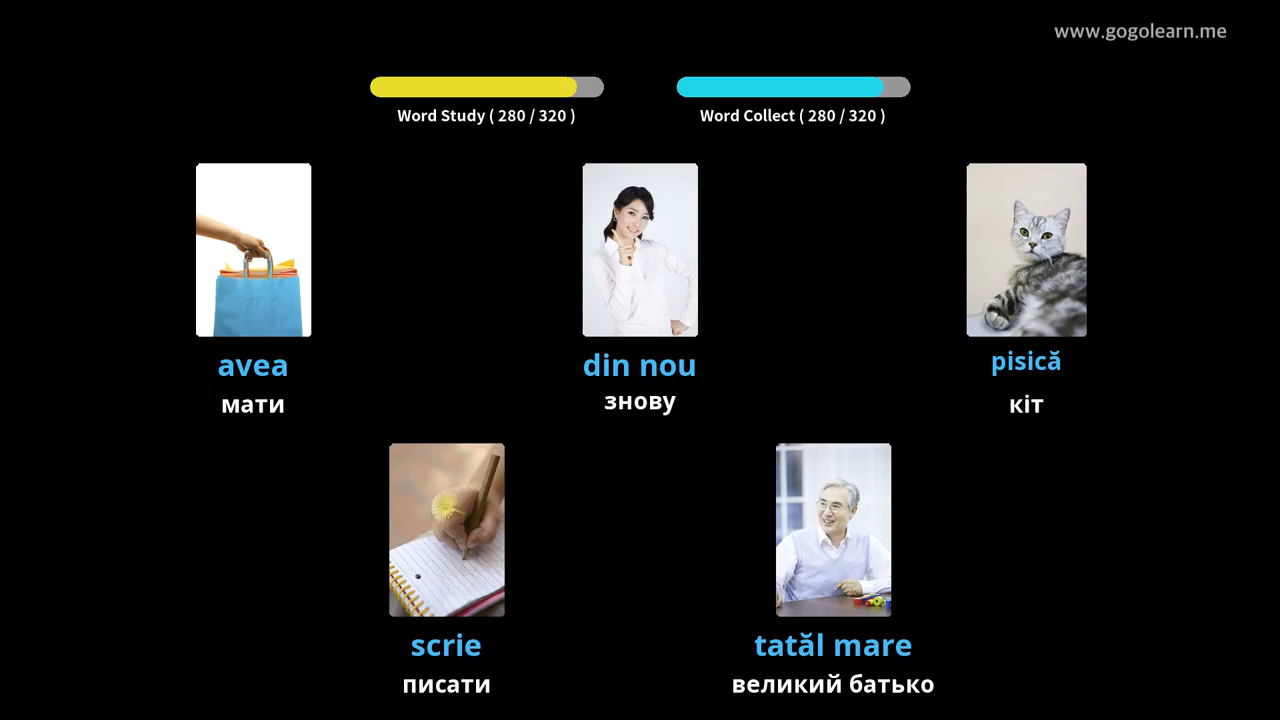 www.gogolearn.me
Word Study ( 280 / 320 )
Word Collect ( 280 / 320 )
avea
мати
din nou
знову
pisică
кіт
scrie
писати
tatăl mare
великий батько